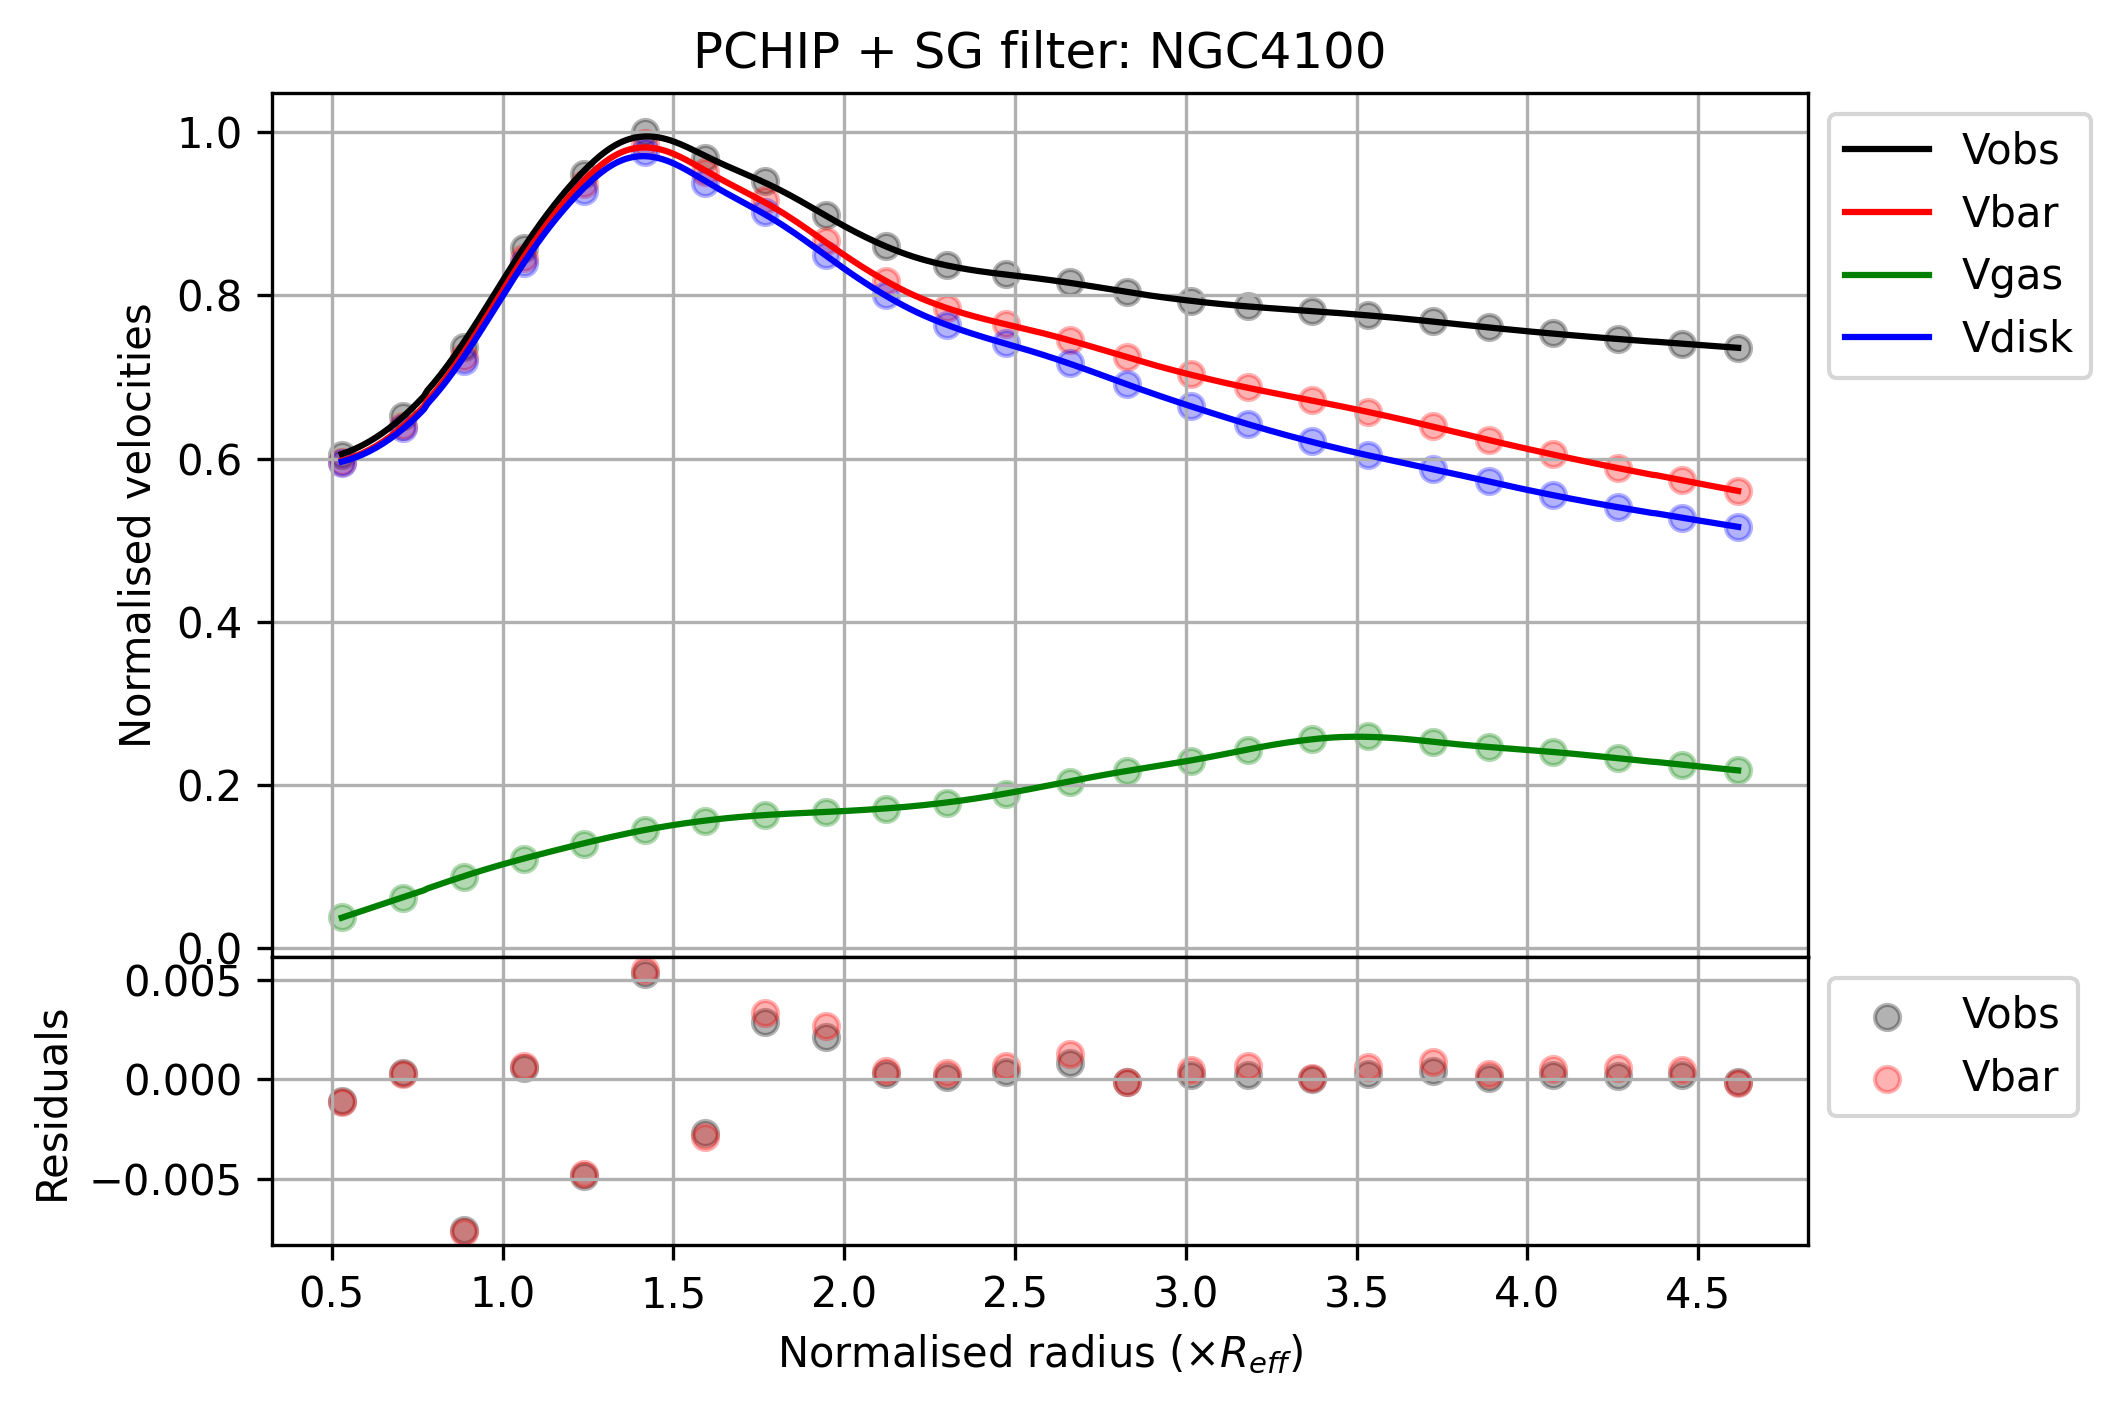 PCHIP + SG filter: NGC4100
Normalised velocities
1.0
0.8
0.6
0.4
0.2
0.0
Vobs
Vbar
Vgas
Vdisk
Residuals
0.005
0.000
−0.005
Vobs
Vbar
0.5 1.0 1.5 2.0 2.5 3.0 3.5 4.0 4.5
Normalised radius (×R_eff)